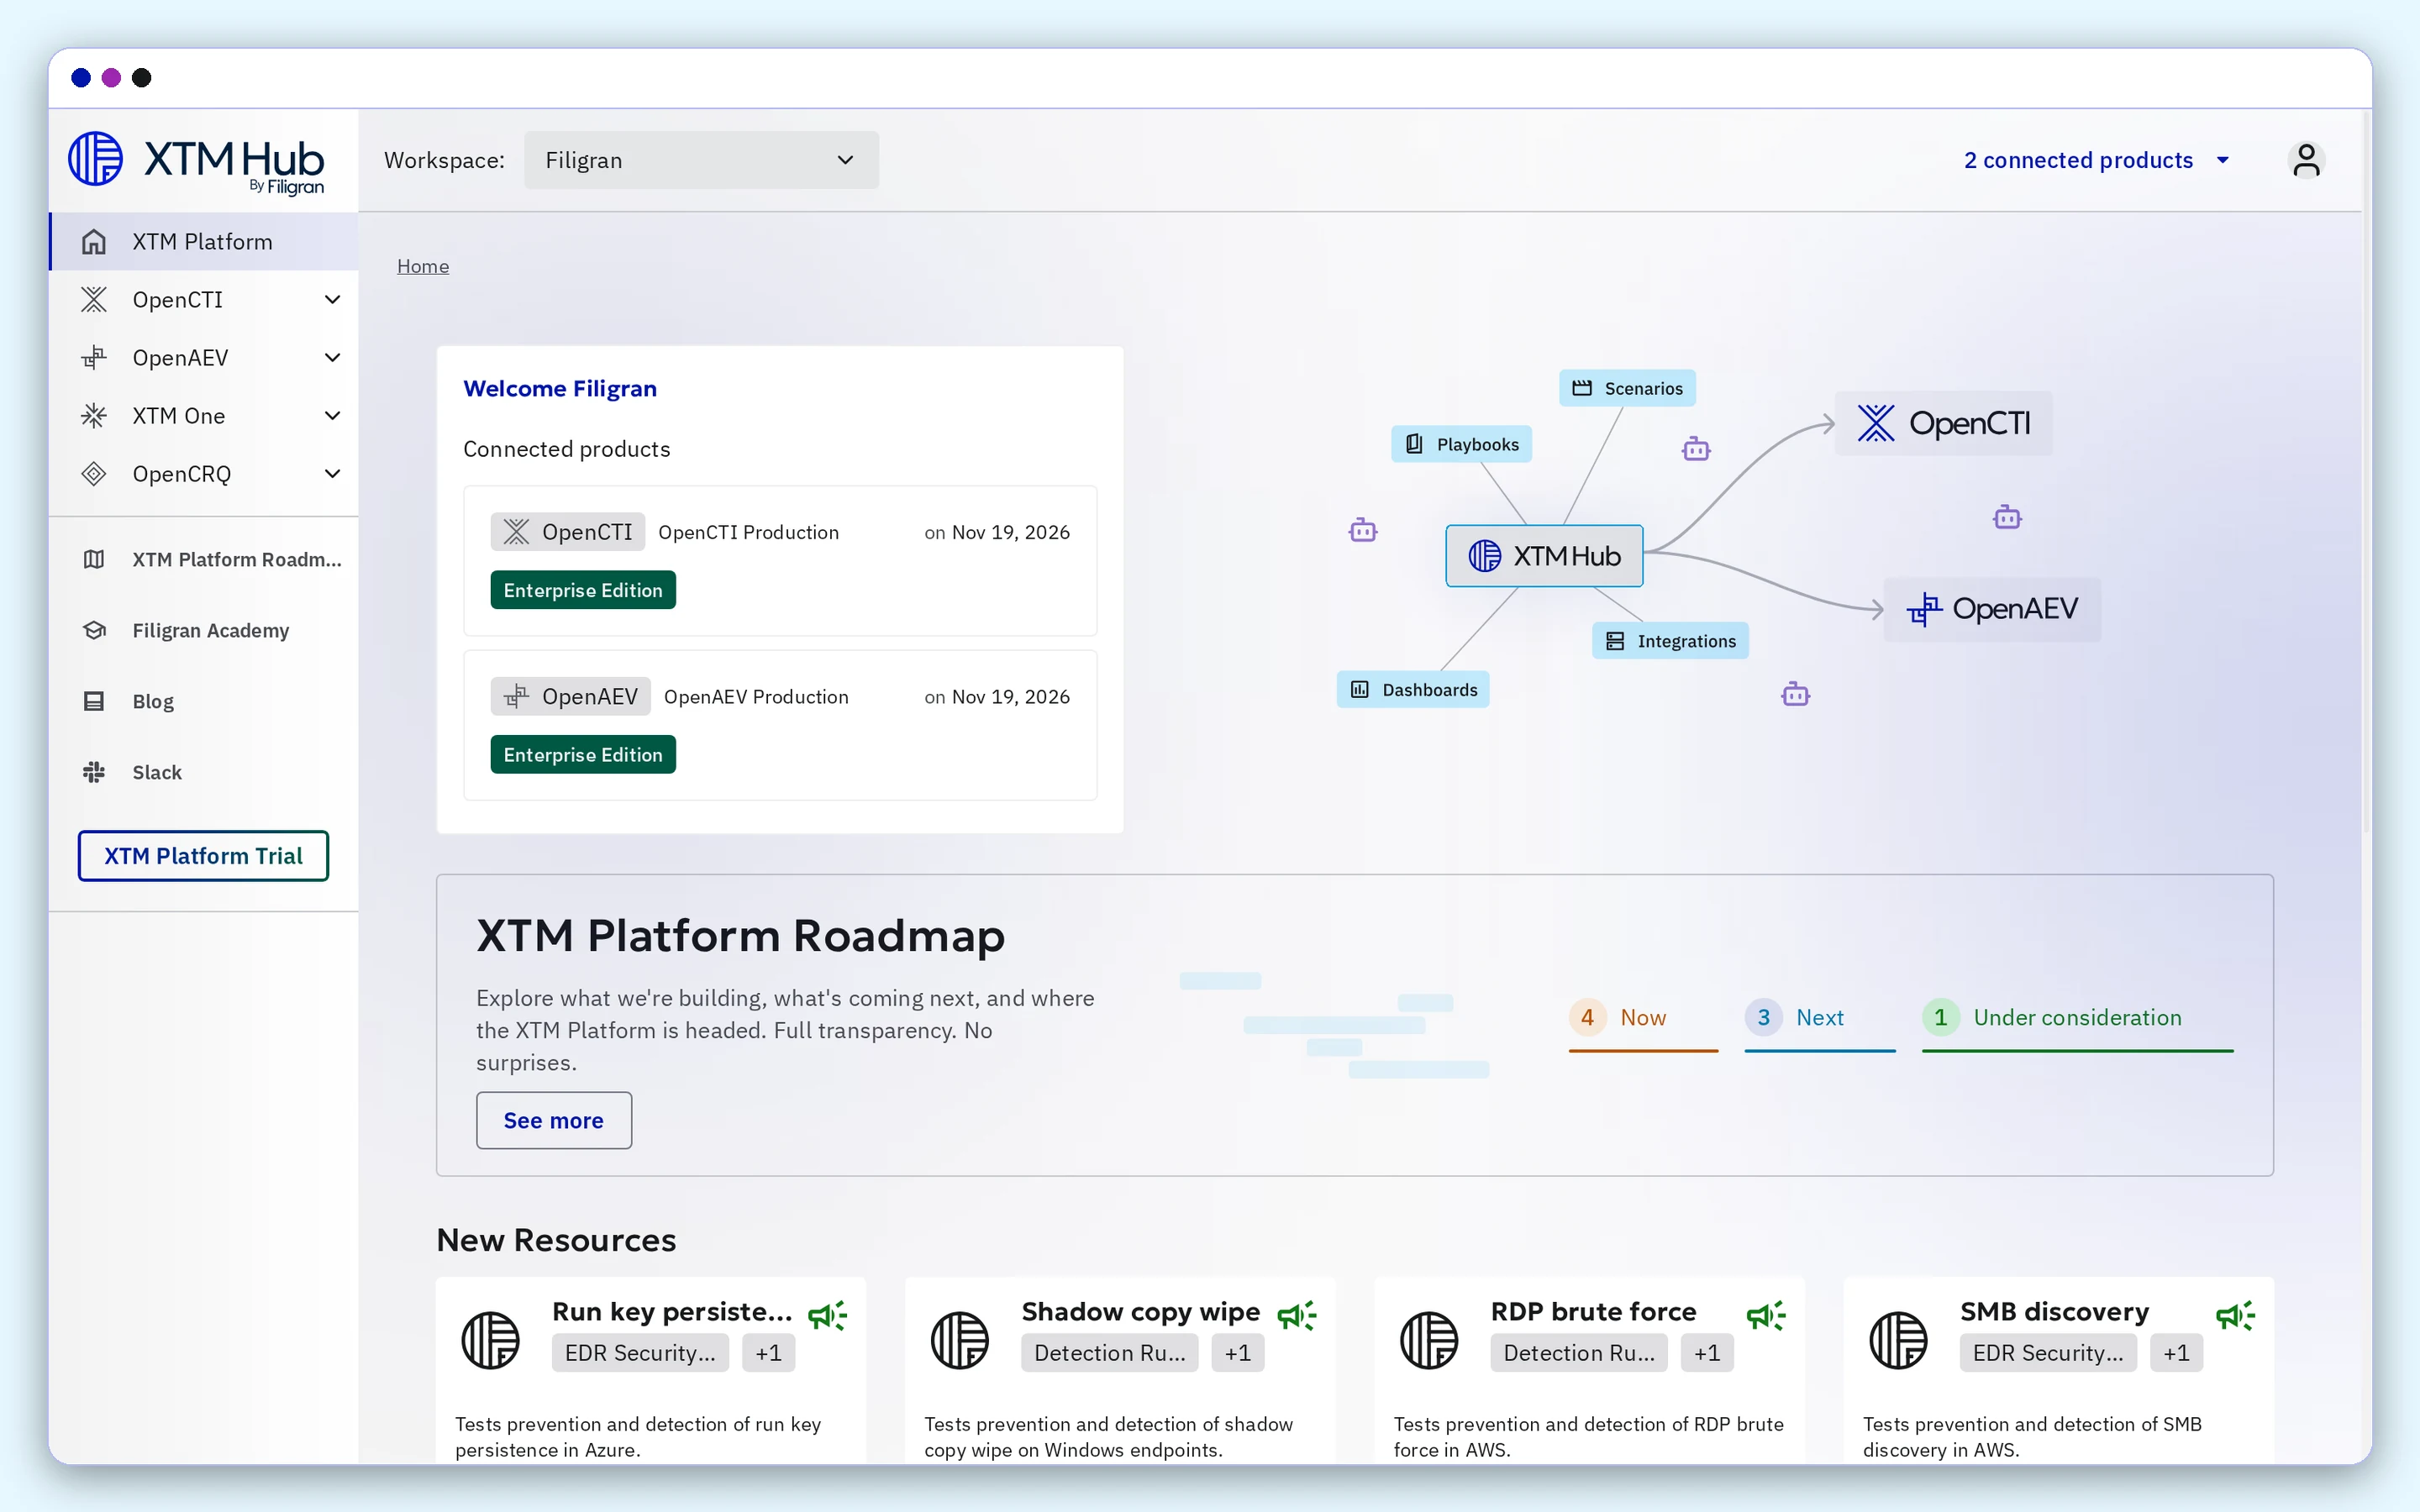 XTM Hub
By Filigran
Workspace:
Filigran
2 connected products
XTM Platform
OpenCTI
OpenAEV
XTM One
OpenCRQ
XTM Platform Roadm...
Filigran Academy
Blog
Slack
XTM Platform Trial
Home
Welcome Filigran
Connected products
OpenCTI
OpenCTI Production
on Nov 19, 2026
Enterprise Edition
OpenAEV
OpenAEV Production
on Nov 19, 2026
Enterprise Edition
Scenarios
Playbooks
XTM Hub
Integrations
Dashboards
OpenCTI
OpenAEV
XTM Platform Roadmap
Explore what we're building, what's coming next, and where
the XTM Platform is headed. Full transparency. No
surprises.
See more
4 Now
3 Next
1 Under consideration
New Resources
Run key persiste...
EDR Security...
+1
Tests prevention and detection of run key
persistence in Azure.
Shadow copy wipe
Detection Ru...
+1
Tests prevention and detection of shadow
copy wipe on Windows endpoints.
RDP brute force
Detection Ru...
+1
Tests prevention and detection of RDP brute
force in AWS.
SMB discovery
EDR Security...
+1
Tests prevention and detection of SMB
discovery in AWS.